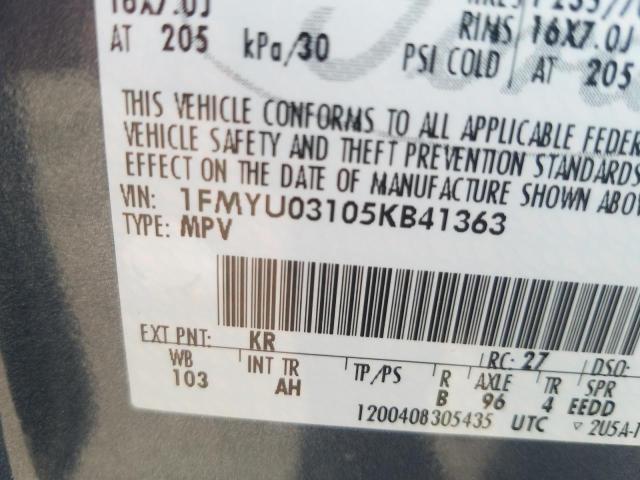 16X7.0J
RIMS 16X7.0J
AT 205 kPa/30 PSI COLD AT 205
THIS VEHICLE CONFORMS TO ALL APPLICABLE FEDER
VEHICLE SAFETY AND THEFT PREVENTION STANDARDS
EFFECT ON THE DATE OF MANUFACTURE SHOWN ABOV
VIN: 1FMYU03105KB41363
TYPE: MPV
EXT PNT: KR RC: 27 DSO:
WB INT TR TP/PS R AXLE TR SPR
103 AH B 96 4 EEDD
1200408305435 UTC ▽ 2U5A-1